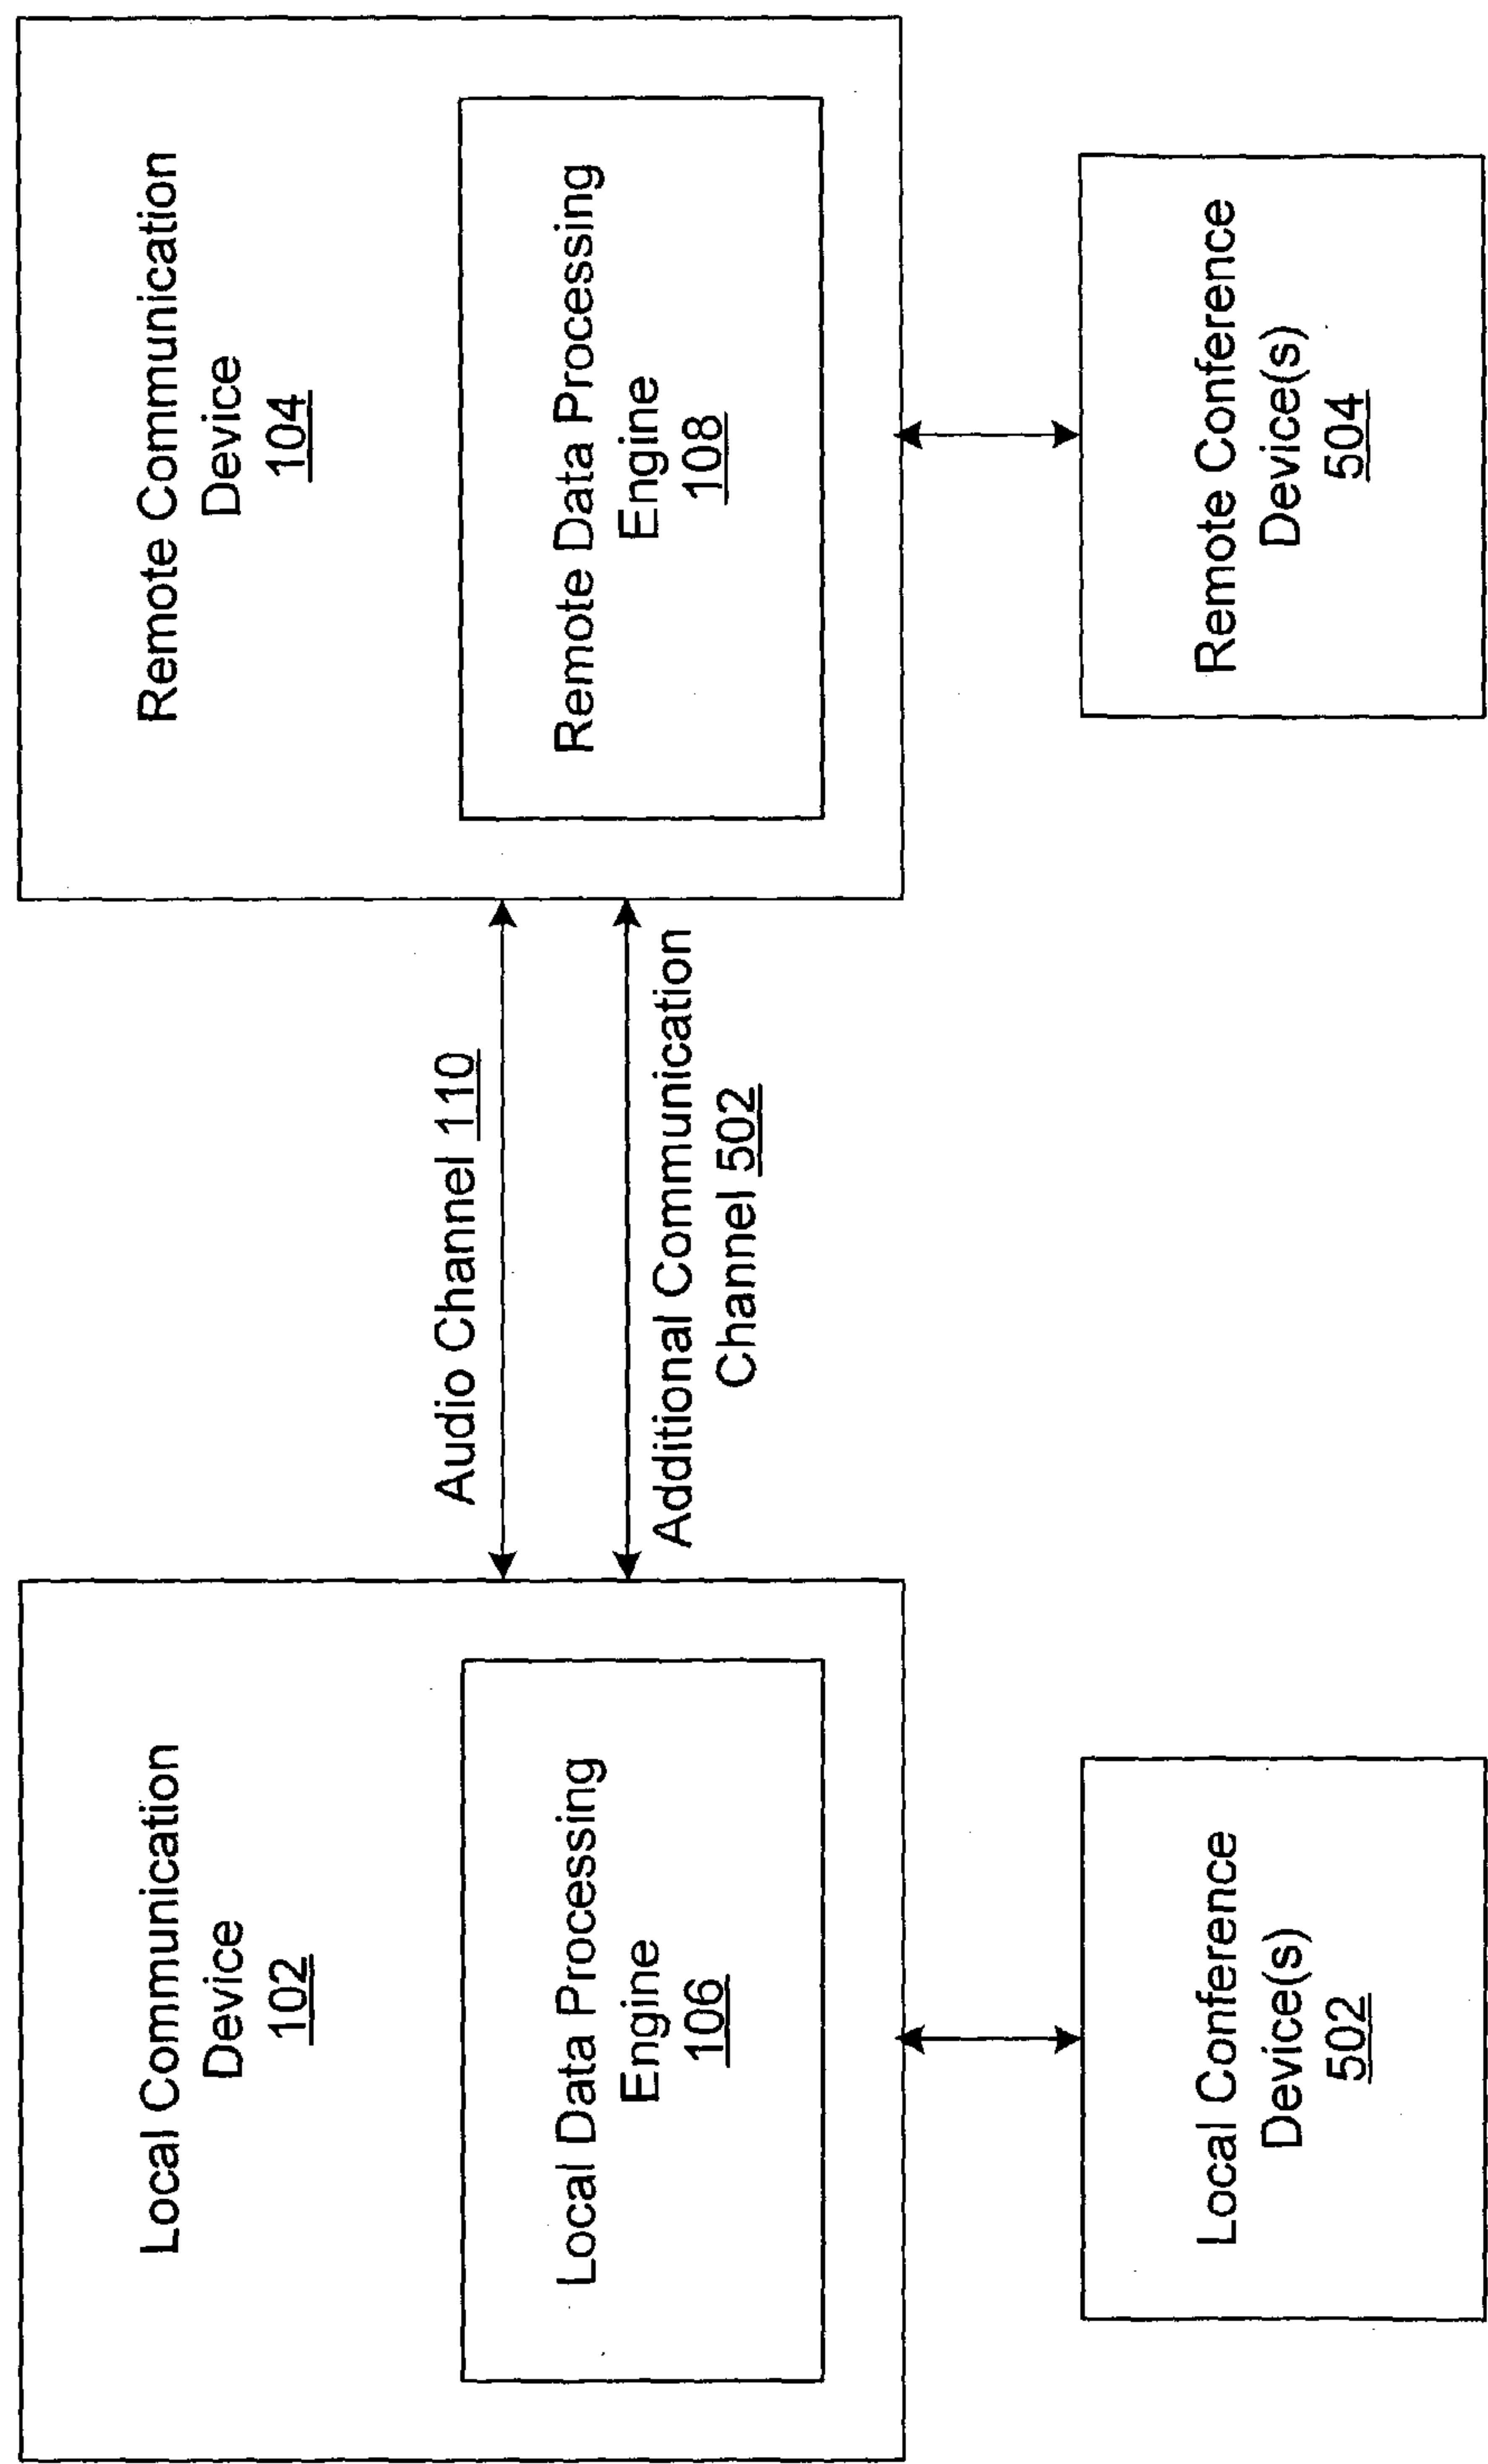 Local Communication
Device
102
Local Data Processing
Engine
106
Audio Channel 110
Additional Communication
Channel 502
Remote Communication
Device
104
Remote Data Processing
Engine
108
Local Conference
Device(s)
502
Remote Conference
Device(s)
504